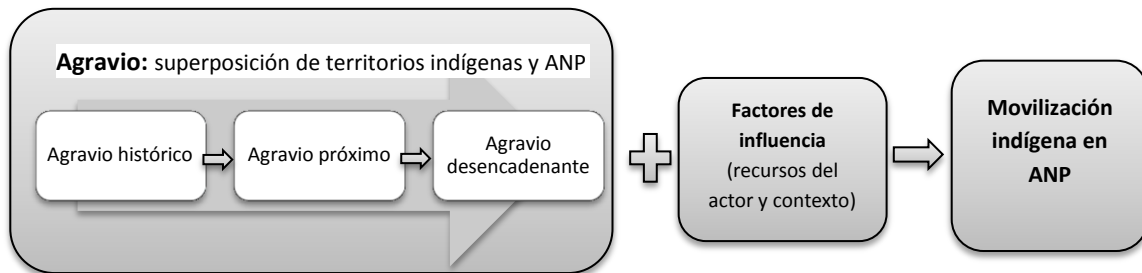 Agravio: superposición de territorios indígenas y ANP
Agravio histórico
Agravio próximo
Agravio
desencadenante
Factores de
influencia
(recursos del
actor y contexto)
Movilización
indígena en
ANP